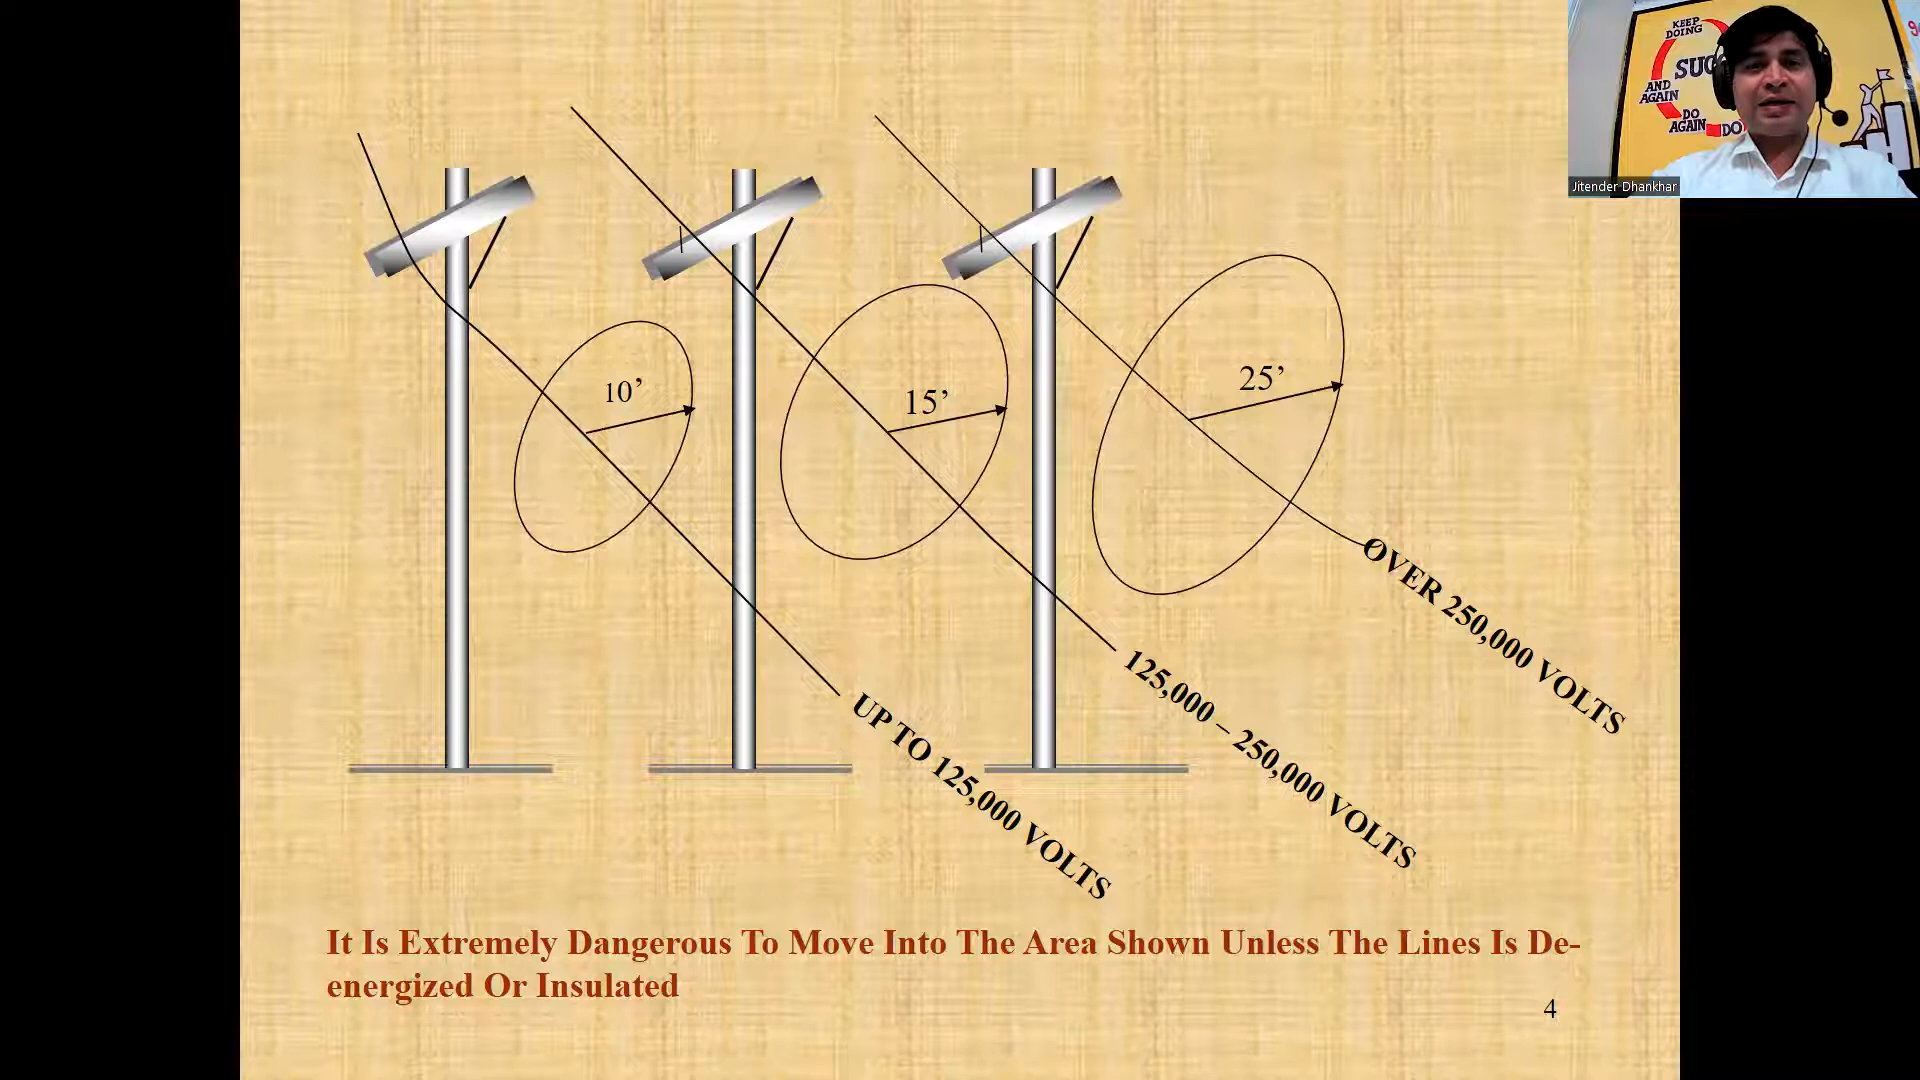 KEEP
DOING
SUC
AND
AGAIN
DO
AGAIN
DO
Jitender Dhankhar
10’
15’
25’
OVER 250,000 VOLTS
125,000 – 250,000 VOLTS
UP TO 125,000 VOLTS
It Is Extremely Dangerous To Move Into The Area Shown Unless The Lines Is De-
energized Or Insulated
4